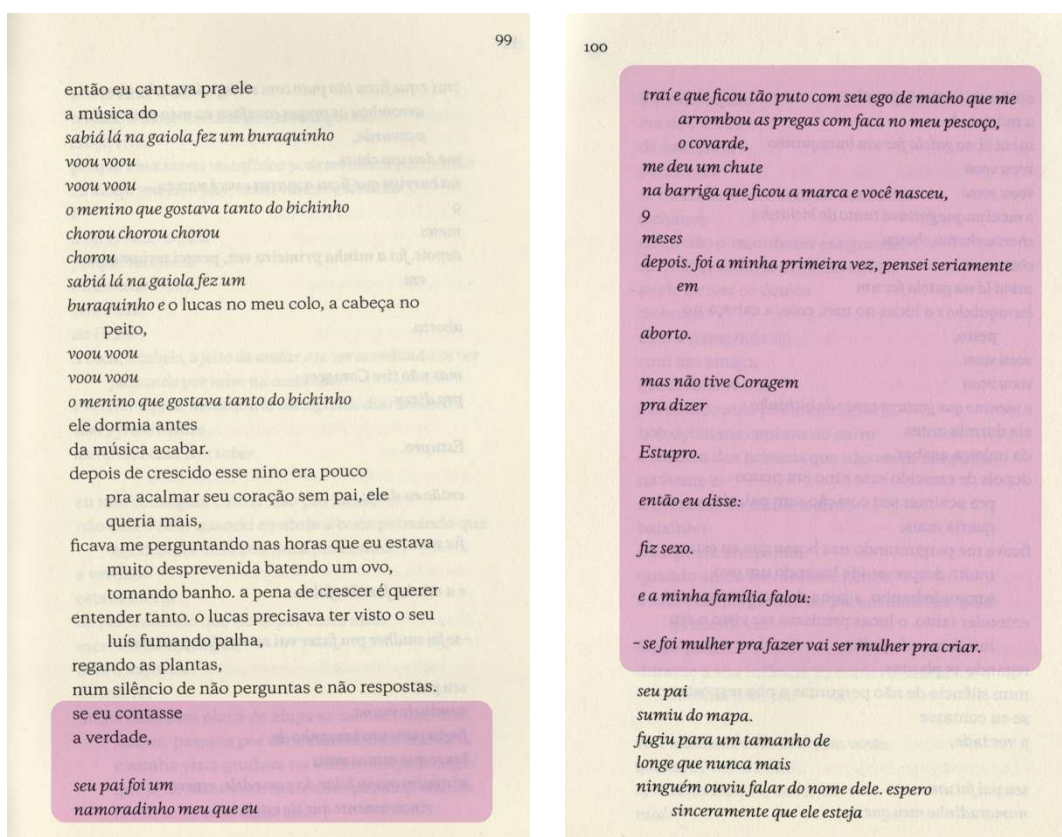 99
então eu cantava pra ele
a música do
sabiá lá na gaiola fez um buraquinho
voou voou
voou voou
o menino que gostava tanto do bichinho
chorou chorou chorou
chorou
sabiá lá na gaiola fez um
buraquinho e o lucas no meu colo, a cabeça no
peito,
voou voou
voou voou
o menino que gostava tanto do bichinho
ele dormia antes
da música acabar.
depois de crescido esse nino era pouco
pra acalmar seu coração sem pai, ele
queria mais,
ficava me perguntando nas horas que eu estava
muito desprevenida batendo um ovo,
tomando banho. a pena de crescer é querer
entender tanto. o lucas precisava ter visto o seu
luís fumando palha,
regando as plantas,
num silêncio de não perguntas e não respostas.
se eu contasse
a verdade,
seu pai foi um
namoradinho meu que eu
100
traí e que ficou tão puto com seu ego de macho que me
arrombou as pregas com faca no meu pescoço,
o covarde,
me deu um chute
na barriga que ficou a marca e você nasceu,
9
meses
depois. foi a minha primeira vez, pensei seriamente
em
aborto.
mas não tive Coragem
pra dizer
Estupro.
então eu disse:
fiz sexo.
e a minha família falou:
- se foi mulher pra fazer vai ser mulher pra criar.
seu pai
sumiu do mapa.
fugiu para um tamanho de
longe que nunca mais
ninguém ouviu falar do nome dele. espero
sinceramente que ele esteja